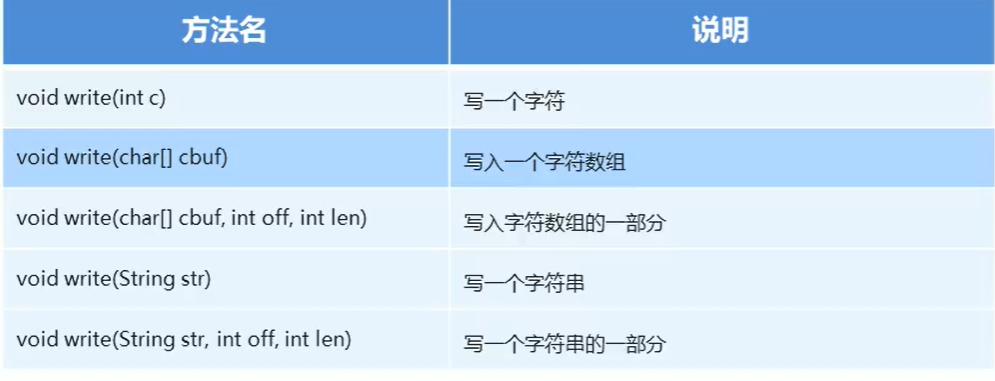 方法名 说明
void write(int c) 写一个字符
void write(char[] cbuf) 写入一个字符数组
void write(char[] cbuf, int off, int len) 写入字符数组的一部分
void write(String str) 写一个字符串
void write(String str, int off, int len) 写一个字符串的一部分